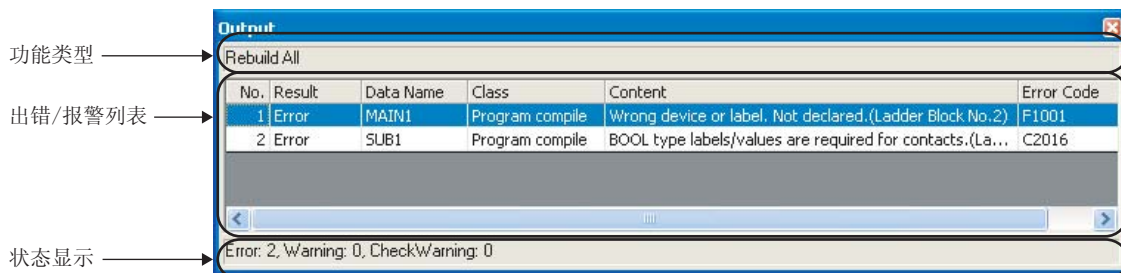 Output
功能类型
Rebuild All
出错/报警列表
No. Result Data Name Class Content Error Code
1 Error MAIN1 Program compile Wrong device or label. Not declared.(Ladder Block No.2) F1001
2 Error SUB1 Program compile BOOL type labels/values are required for contacts.(La... C2016
状态显示
Error: 2, Warning: 0, CheckWarning: 0